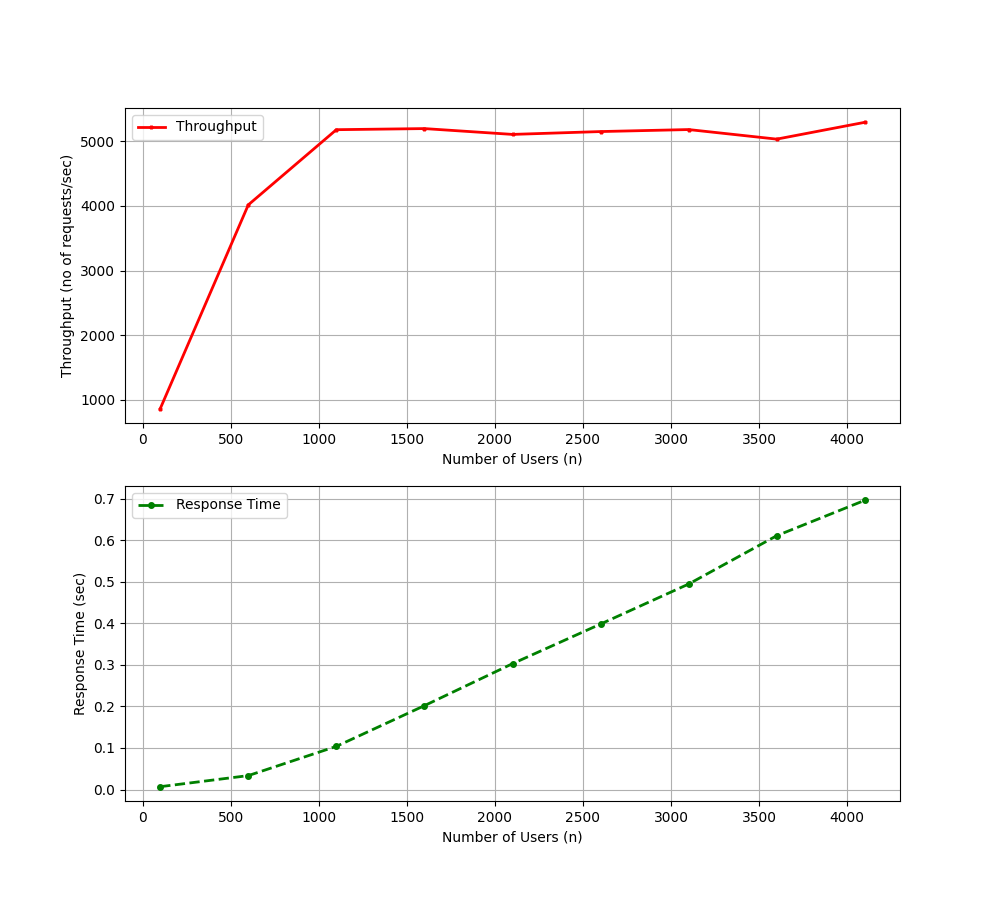 Throughput
5000
4000
3000
2000
1000
Throughput (no of requests/sec)
0 500 1000 1500 2000 2500 3000 3500 4000
Number of Users (n)
Response Time
0.7
0.6
0.5
0.4
0.3
0.2
0.1
0.0
Response Time (sec)
0 500 1000 1500 2000 2500 3000 3500 4000
Number of Users (n)